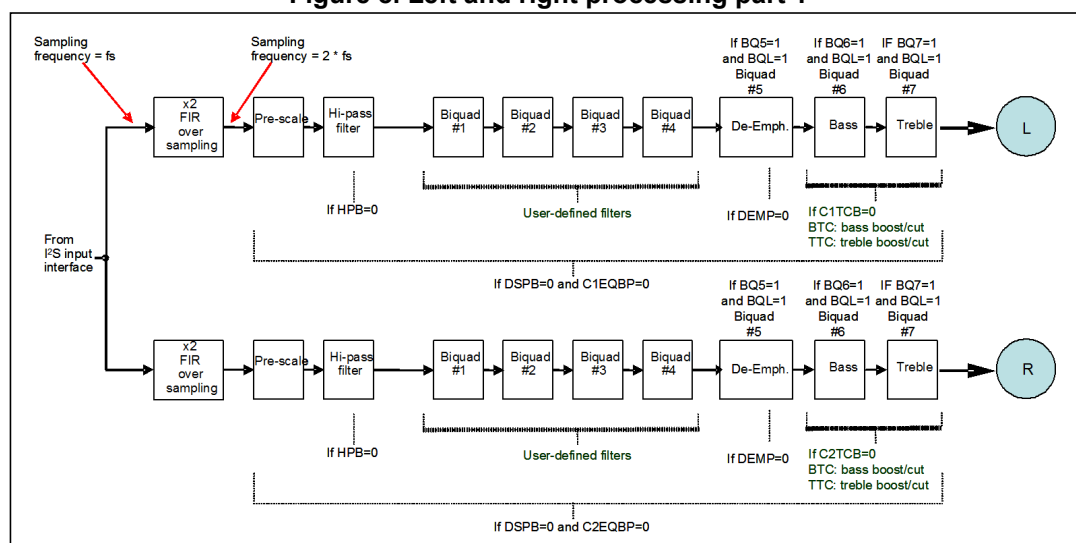 Sampling
frequency = fs
Sampling
frequency = 2 * fs
If BQ5=1
and BQL=1
Biquad
#5
If BQ6=1
and BQL=1
Biquad
#6
IF BQ7=1
and BQL=1
Biquad
#7
x2
FIR
over
sampling
Pre-scale
Hi-pass
filter
Biquad
#1
Biquad
#2
Biquad
#3
Biquad
#4
De-Emph.
Bass
Treble
L
If HPB=0
User-defined filters
If DEMP=0
If C1TCB=0
BTC: bass boost/cut
TTC: treble boost/cut
From
I²S input
interface
If DSPB=0 and C1EQBP=0
If BQ5=1
and BQL=1
Biquad
#5
If BQ6=1
and BQL=1
Biquad
#6
IF BQ7=1
and BQL=1
Biquad
#7
x2
FIR
over
sampling
Pre-scale
Hi-pass
filter
Biquad
#1
Biquad
#2
Biquad
#3
Biquad
#4
De-Emph.
Bass
Treble
R
If HPB=0
User-defined filters
If DEMP=0
If C2TCB=0
BTC: bass boost/cut
TTC: treble boost/cut
If DSPB=0 and C2EQBP=0